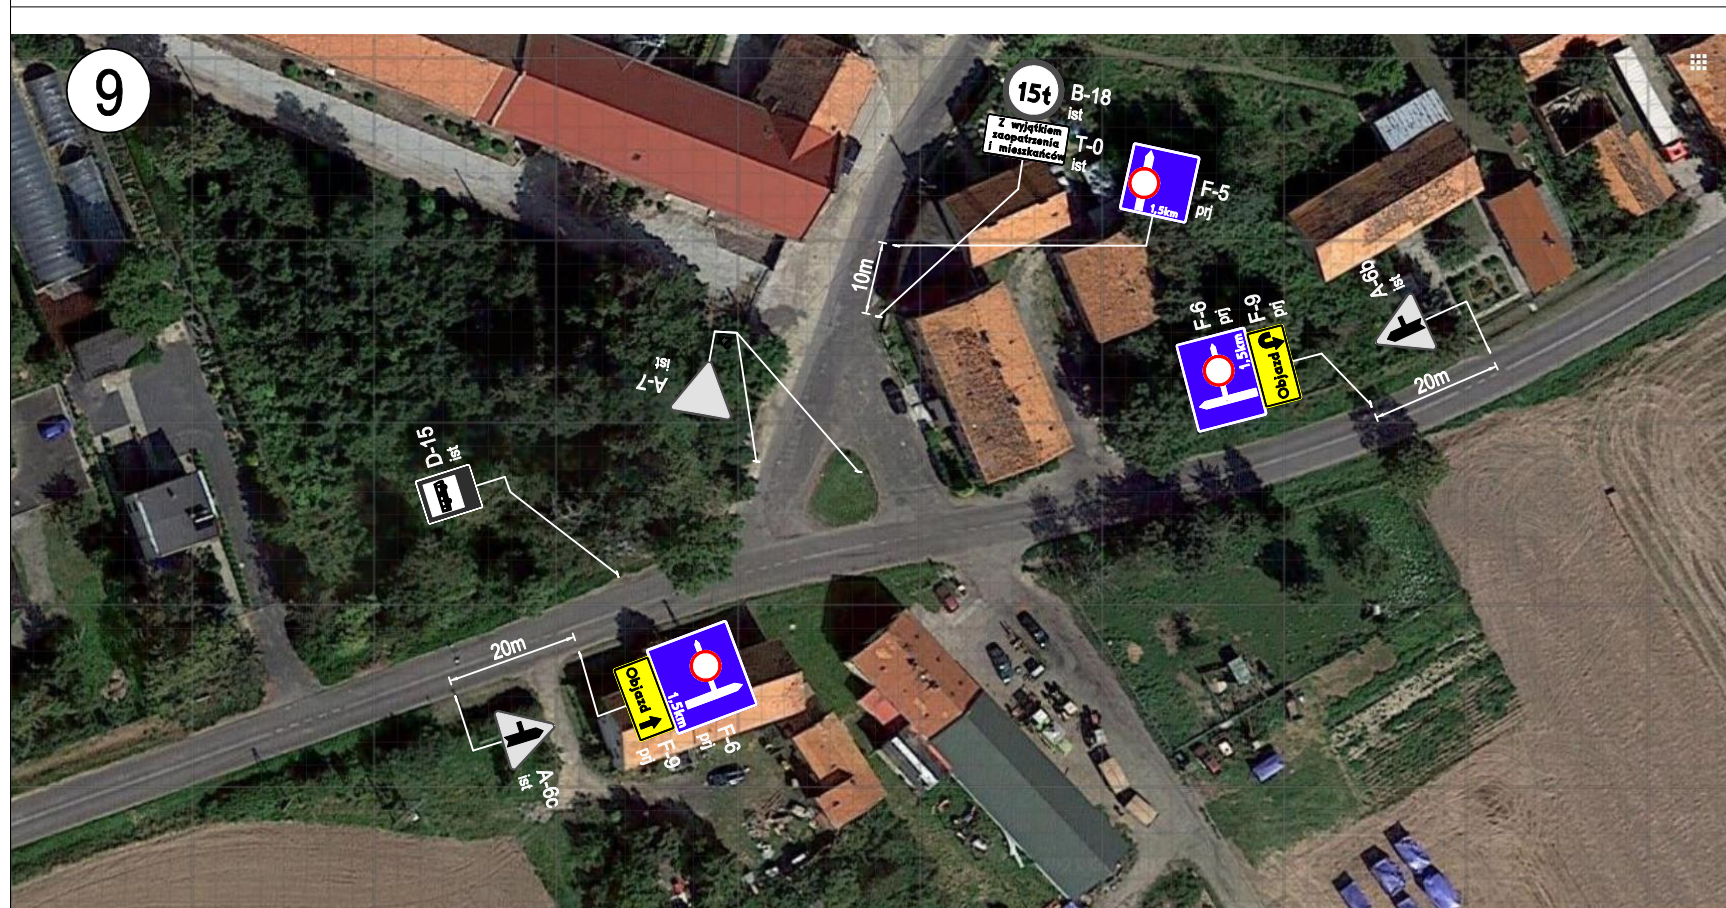 9
15t
B-18
ist
Z wyjątkiem
zaopatrzenia
i mieszkańców
T-0
ist
1,5km
F-5
prj
10m
A-6b
ist
F-6
prj
F-9
prj
1,5km
Objazd
20m
A-7
ist
D-15
ist
20m
Objazd
1,5km
F-6
prj
F-9
prj
A-6c
ist